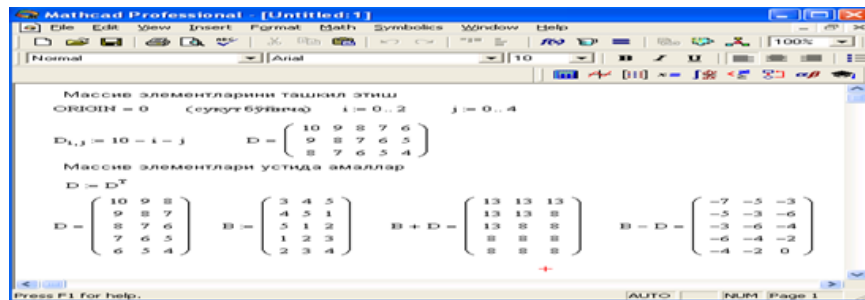 Mathcad Professional - [Untitled:1]
File Edit View Insert Format Math Symbolics Window Help
100%
Normal Arial 10 B I U
Массив элементларини ташкил этиш
ORIGIN = 0 (сукут бўйича) i := 0.. 2 j := 0.. 4
D i,j := 10 − i − j D = ( 10 9 8 7 6
9 8 7 6 5
8 7 6 5 4 )
Массив элементлари устида амаллар
D := D^T
D = ( 10 9 8 B := ( 3 4 5 B + D = ( 13 13 13 B − D = ( −7 −5 −3
9 8 7 4 5 1 13 13 8 −5 −3 −6
8 7 6 5 1 2 13 8 8 −3 −6 −4
7 6 5 1 2 3 8 8 8 −6 −4 −2
6 5 4 ) 2 3 4 ) 8 8 8 ) −4 −2 0 )
Press F1 for help. AUTO NUM Page 1